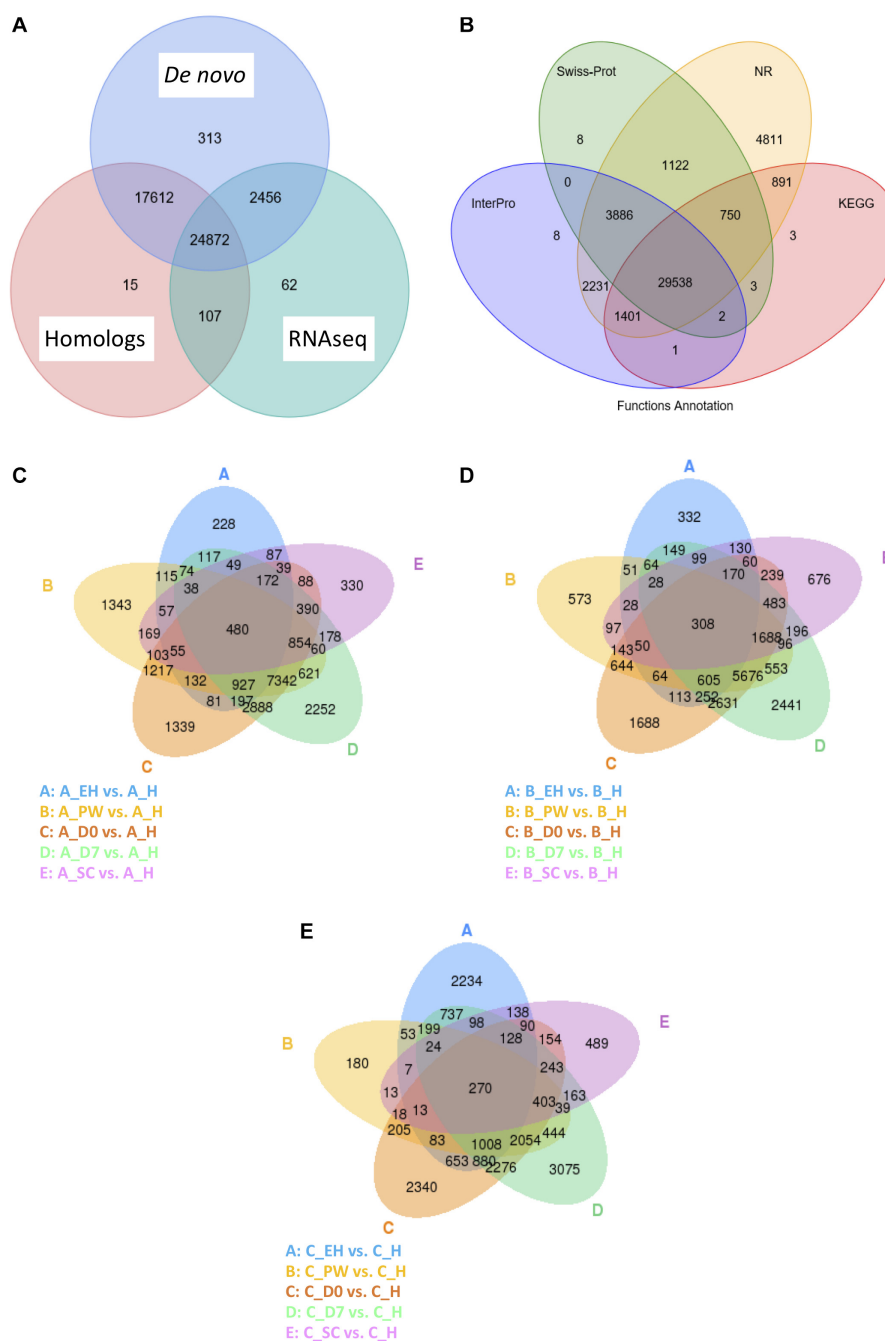 A
De novo
313
17612
2456
24872
15
62
107
Homologs
RNAseq
B
Swiss-Prot
NR
8
4811
1122
0
891
InterPro
3886
750
KEGG
8
3
2231
29538
3
1401
2
1
Functions Annotation
C
A
228
E
117
87
49
39
74
172
88
330
B
115
38
1343
57
390
480
178
169
854
60
103
55
1217
132
927
7342
621
81
197
2888
2252
1339
D
C
A: A_EH vs. A_H
B: A_PW vs. A_H
C: A_D0 vs. A_H
D: A_D7 vs. A_H
E: A_SC vs. A_H
D
A
332
E
149
130
99
60
51
64
170
239
676
B
28
573
28
483
308
97
1688
196
96
143
50
644
64
605
5676
553
113
252
2631
2441
1688
D
C
A: B_EH vs. B_H
B: B_PW vs. B_H
C: B_D0 vs. B_H
D: B_D7 vs. B_H
E: B_SC vs. B_H
E
A
2234
E
737
138
98
90
53
199
128
154
489
B
24
180
7
243
270
13
403
163
39
18
13
205
83
1008
2054
444
653
880
2276
3075
2340
D
C
A: C_EH vs. C_H
B: C_PW vs. C_H
C: C_D0 vs. C_H
D: C_D7 vs. C_H
E: C_SC vs. C_H